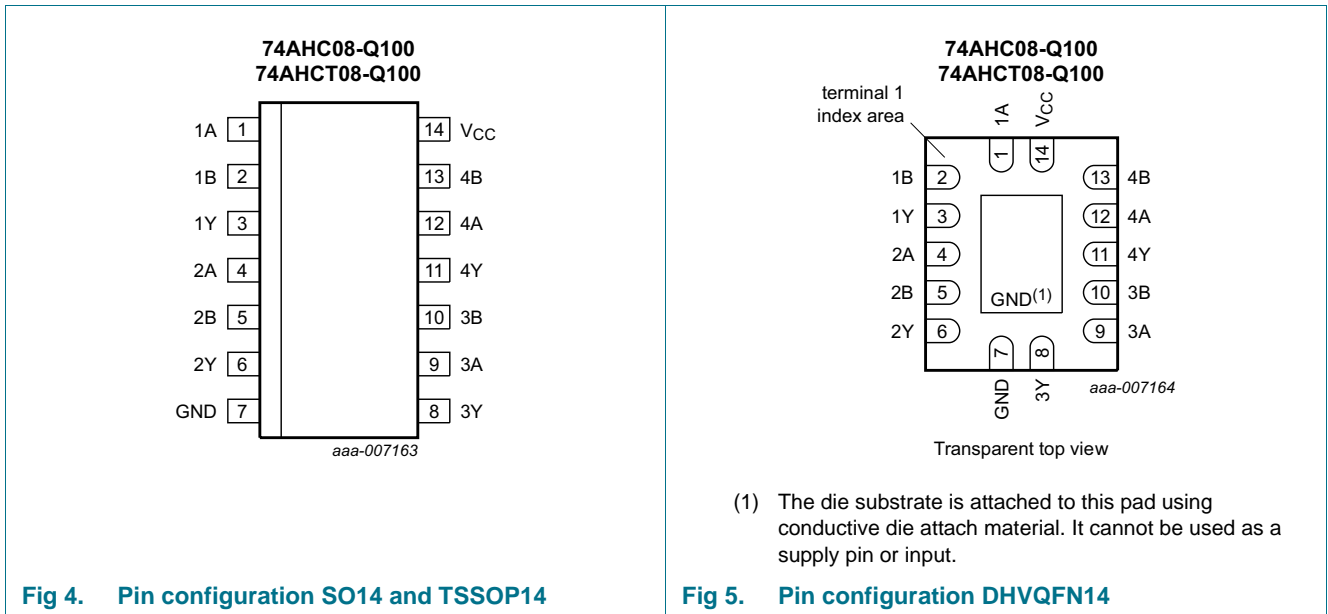 74AHC08-Q100
74AHCT08-Q100
1A 1 14 VCC
1B 2 13 4B
1Y 3 12 4A
2A 4 11 4Y
2B 5 10 3B
2Y 6 9 3A
GND 7 8 3Y
aaa-007163
Fig 4. Pin configuration SO14 and TSSOP14
74AHC08-Q100
74AHCT08-Q100
terminal 1
index area
1A VCC
1 14
1B 2 13 4B
1Y 3 12 4A
2A 4 11 4Y
2B 5 10 3B
GND(1)
2Y 6 9 3A
7 8
GND 3Y
aaa-007164
Transparent top view
(1) The die substrate is attached to this pad using
conductive die attach material. It cannot be used as a
supply pin or input.
Fig 5. Pin configuration DHVQFN14